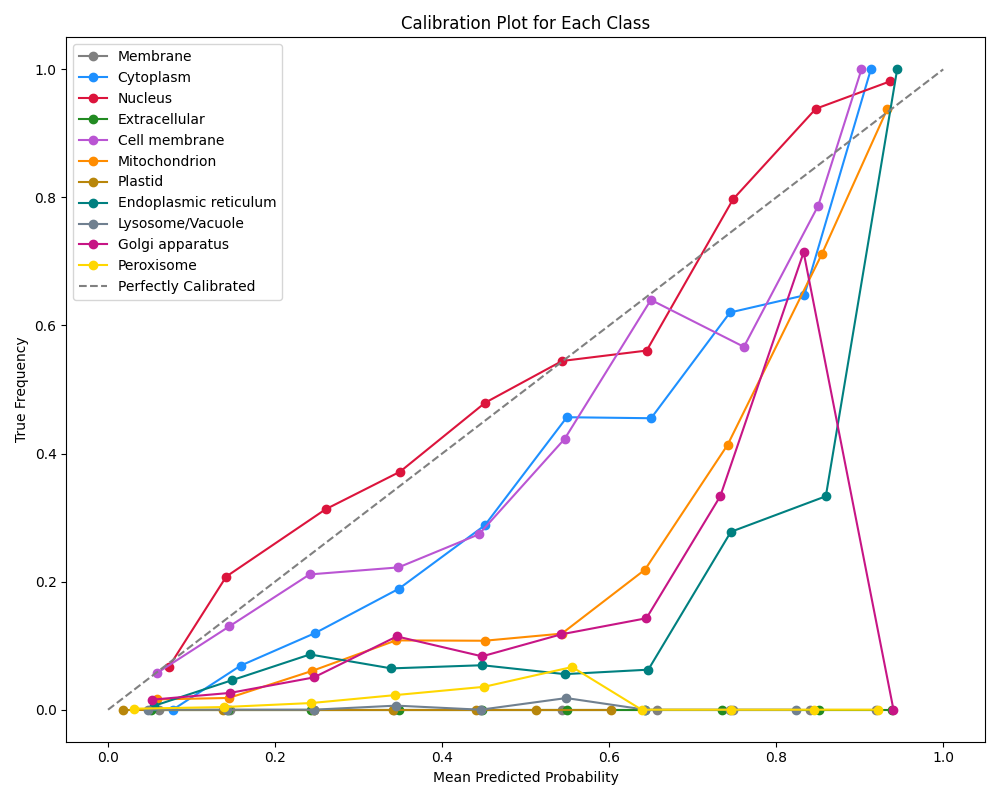 Calibration Plot for Each Class
Membrane
Cytoplasm
Nucleus
Extracellular
Cell membrane
Mitochondrion
Plastid
Endoplasmic reticulum
Lysosome/Vacuole
Golgi apparatus
Peroxisome
Perfectly Calibrated
True Frequency
1.0
0.8
0.6
0.4
0.2
0.0
0.0 0.2 0.4 0.6 0.8 1.0
Mean Predicted Probability